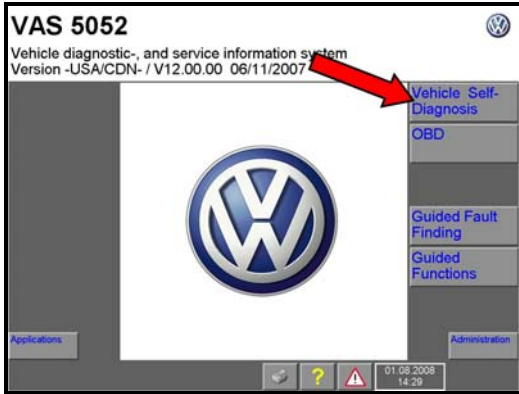 VAS 5052
Vehicle diagnostic-, and service information system
Version -USA/CDN- / V12.00.00 06/11/2007
Vehicle Self-
Diagnosis
OBD
Guided Fault
Finding
Guided
Functions
Applications
Administration
?
01.08.2008
14:29